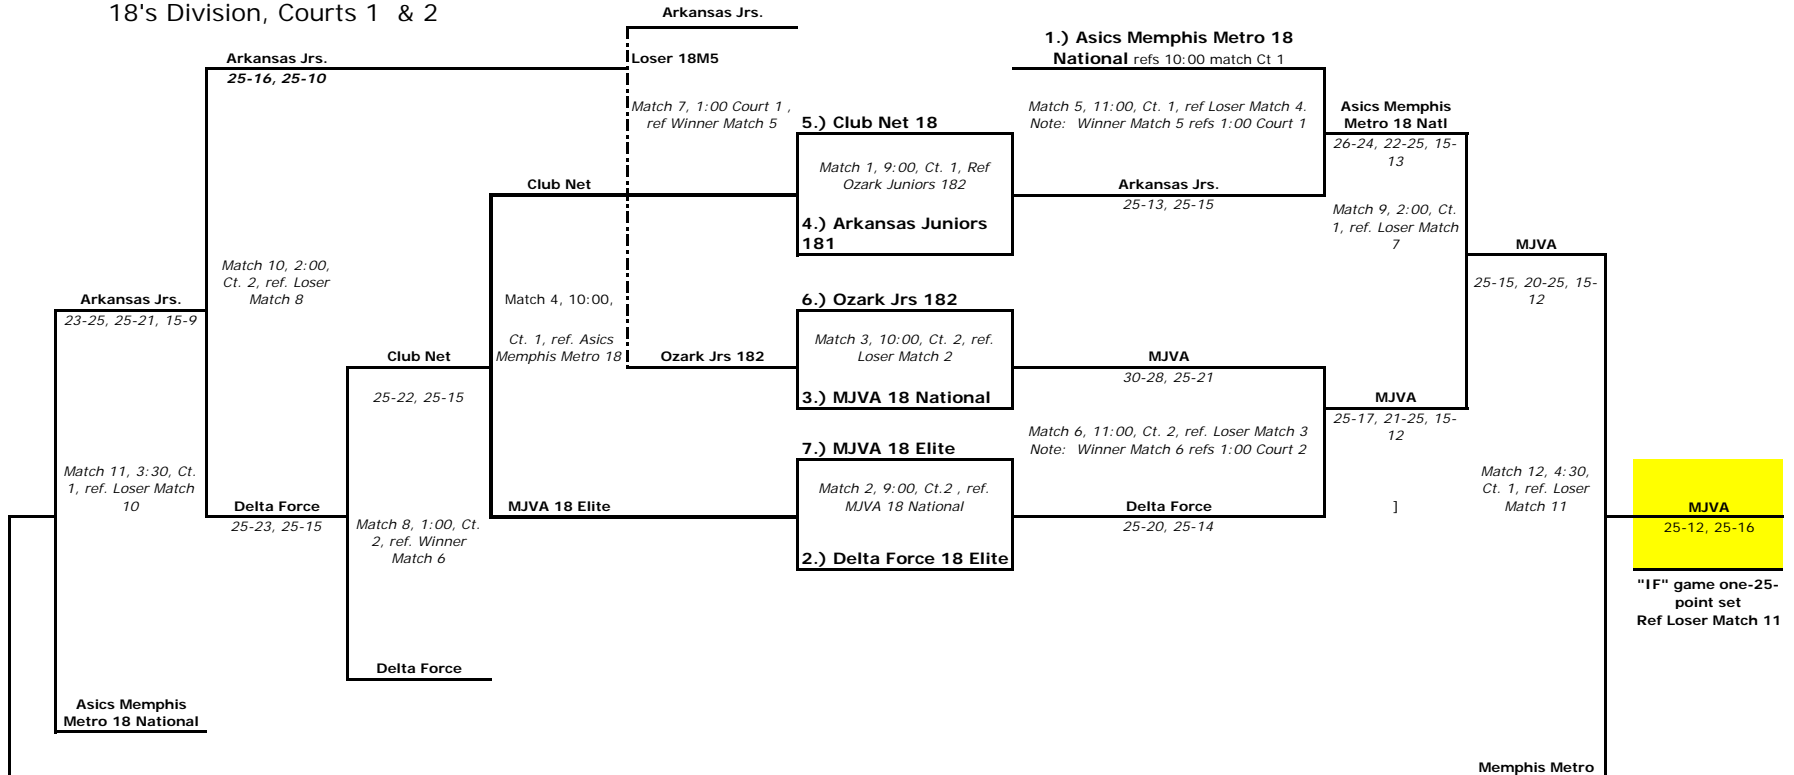 18's Division, Courts 1 & 2
Arkansas Jrs.
1.) Asics Memphis Metro 18
National refs 10:00 match Ct 1
Arkansas Jrs.
25-16, 25-10
Loser 18M5
Match 7, 1:00 Court 1 ,
ref Winner Match 5
5.) Club Net 18
Match 5, 11:00, Ct. 1, ref Loser Match 4.
Note: Winner Match 5 refs 1:00 Court 1
Asics Memphis
Metro 18 Natl
26-24, 22-25, 15-
13
Match 1, 9:00, Ct. 1, Ref
Ozark Juniors 182
Club Net
Arkansas Jrs.
25-13, 25-15
4.) Arkansas Juniors
181
Match 9, 2:00, Ct.
1, ref. Loser Match
7
MJVA
25-15, 20-25, 15-
12
Match 10, 2:00,
Ct. 2, ref. Loser
Match 8
Arkansas Jrs.
23-25, 25-21, 15-9
Match 4, 10:00,
Ct. 1, ref. Asics
Memphis Metro 18
6.) Ozark Jrs 182
Match 3, 10:00, Ct. 2, ref.
Loser Match 2
Club Net
25-22, 25-15
Ozark Jrs 182
MJVA
30-28, 25-21
3.) MJVA 18 National
MJVA
25-17, 21-25, 15-
12
Match 6, 11:00, Ct. 2, ref. Loser Match 3
Note: Winner Match 6 refs 1:00 Court 2
7.) MJVA 18 Elite
Match 11, 3:30, Ct.
1, ref. Loser Match
10
Match 2, 9:00, Ct.2 , ref.
MJVA 18 National
Match 12, 4:30,
Ct. 1, ref. Loser
Match 11
Delta Force
25-23, 25-15
MJVA 18 Elite
Delta Force
25-20, 25-14
]
MJVA
25-12, 25-16
Match 8, 1:00, Ct.
2, ref. Winner
Match 6
2.) Delta Force 18 Elite
"IF" game one-25-
point set
Ref Loser Match 11
Delta Force
Asics Memphis
Metro 18 National
Memphis Metro